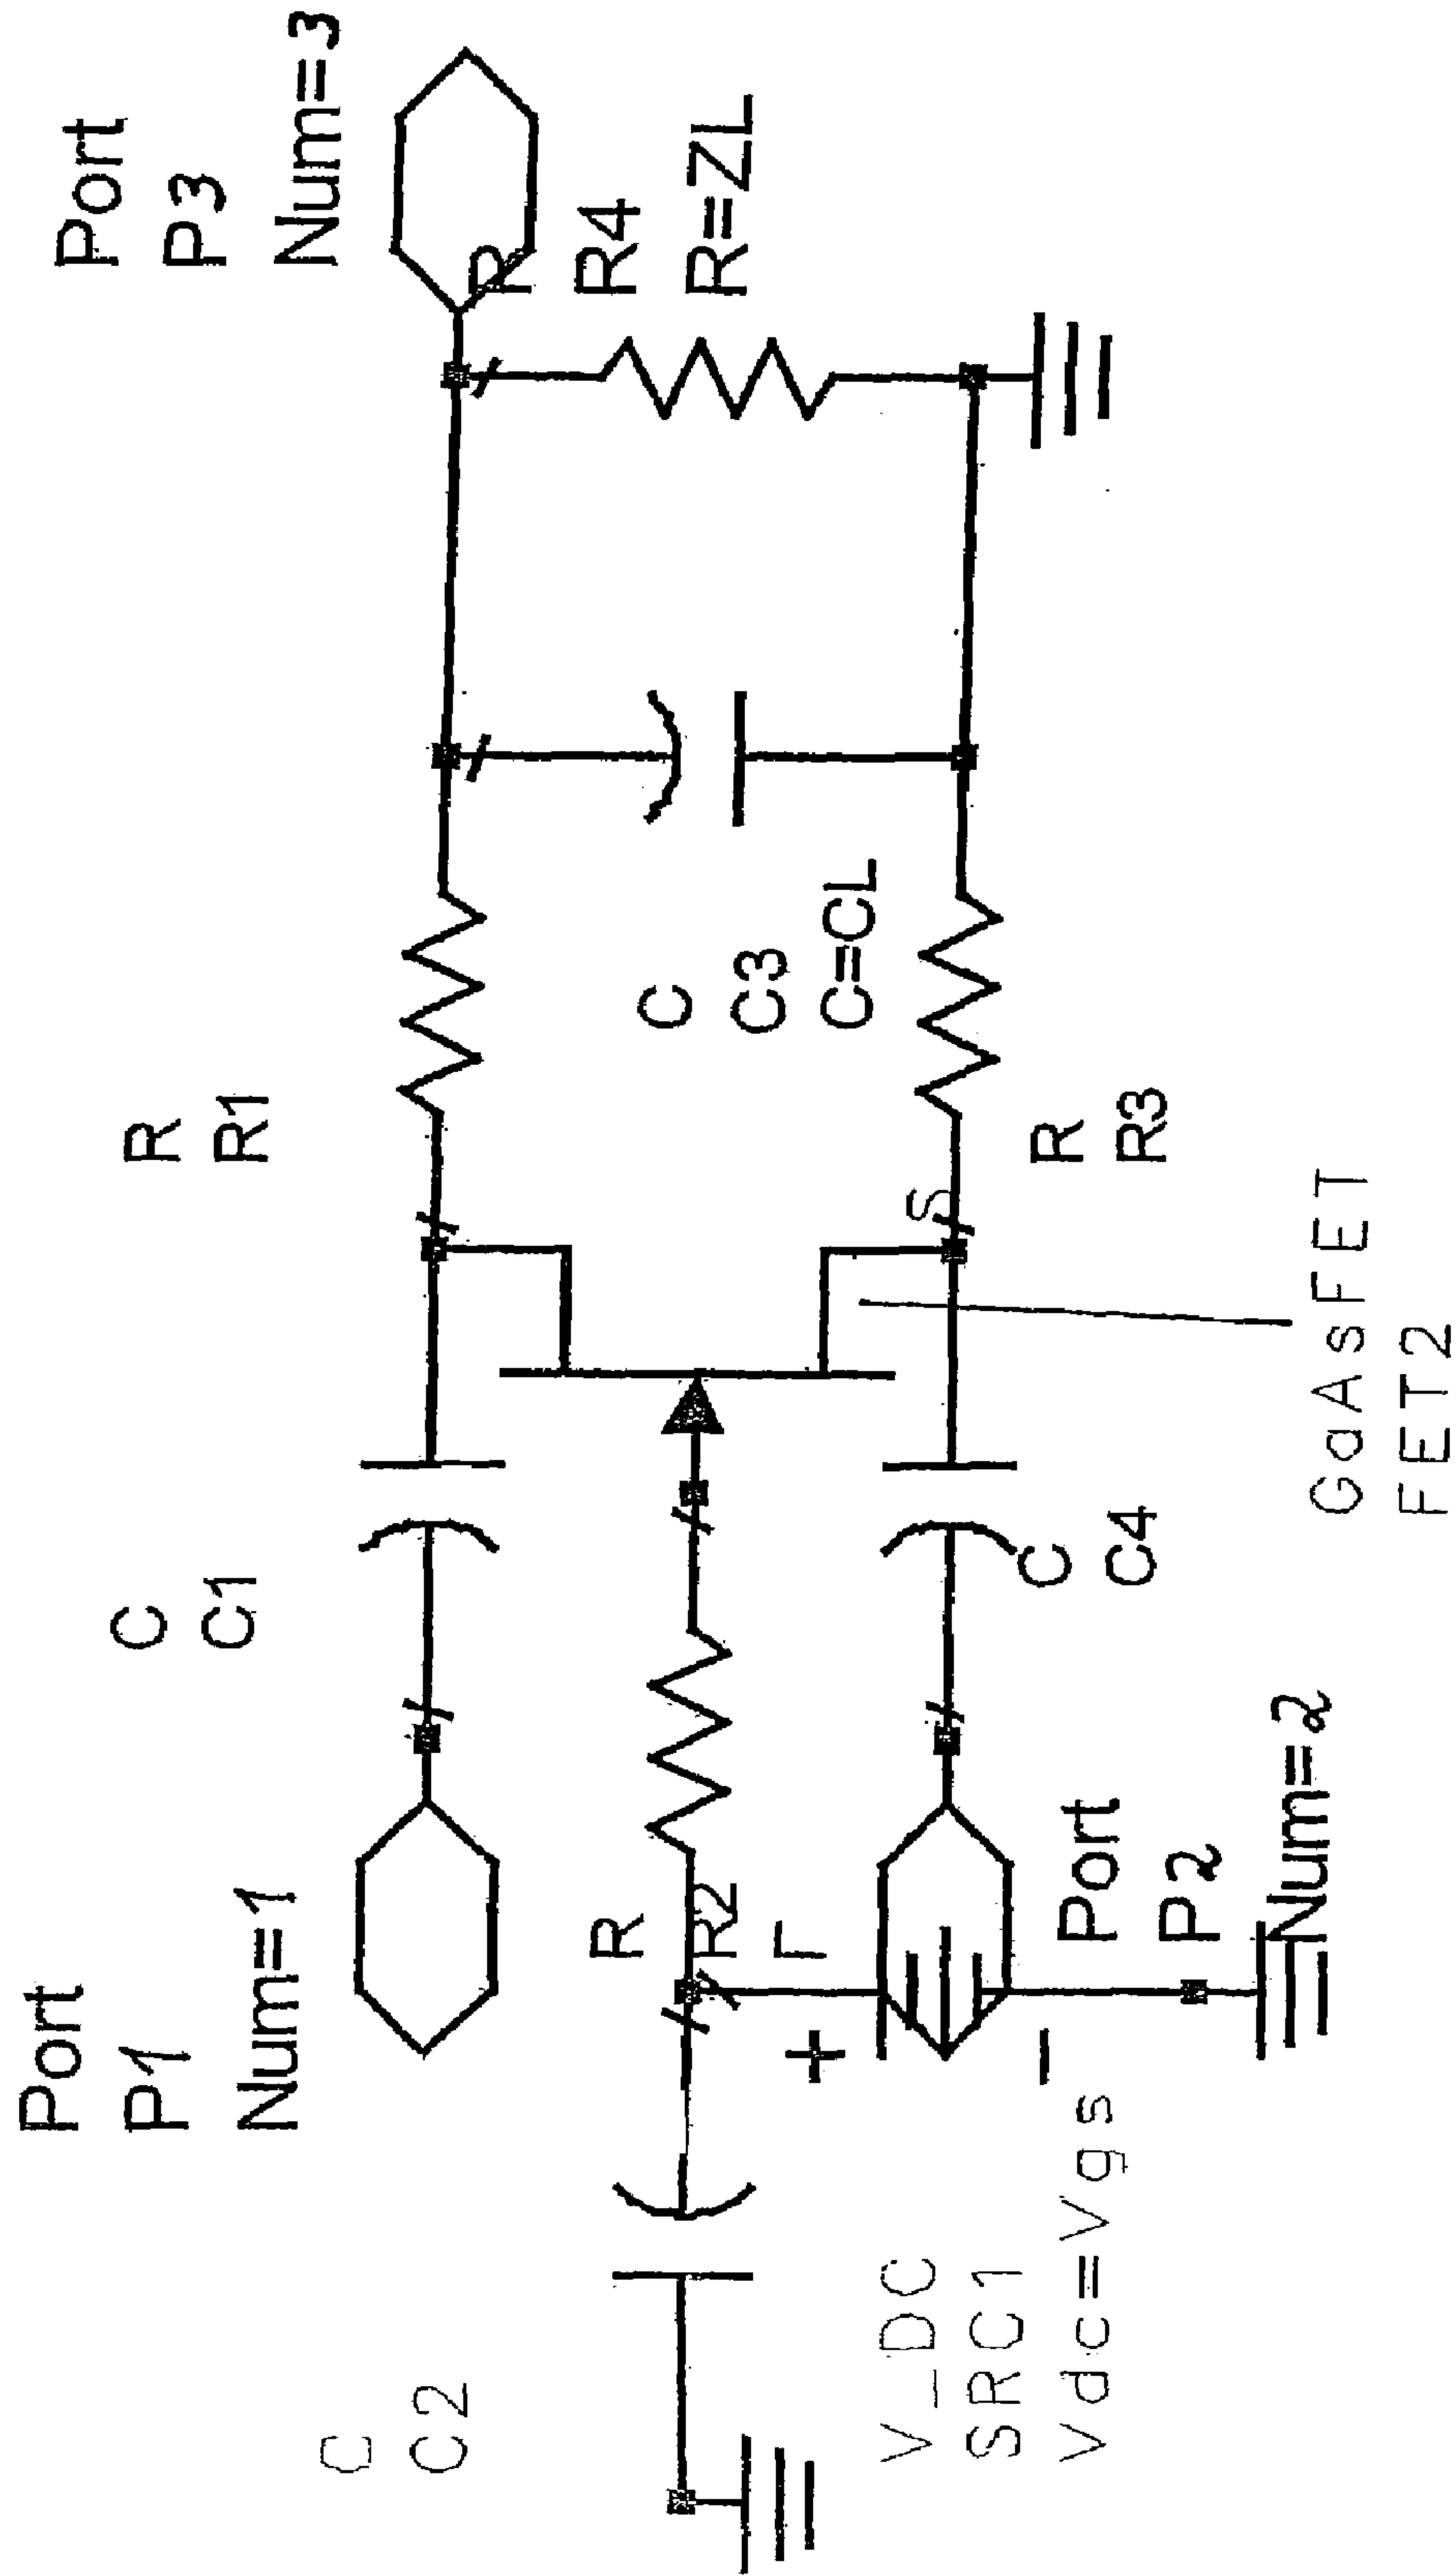 Port
P1
Num=1
C
C1
R
R1
Port
P3
Num=3
R
R4
R=ZL
C
C2
R
R2
C
C3
C=CL
V_DC
SRC1
Vdc=Vgs
+
-
Port
P2
Num=2
C
C4
S
R
R3
GaAsFET
FET2